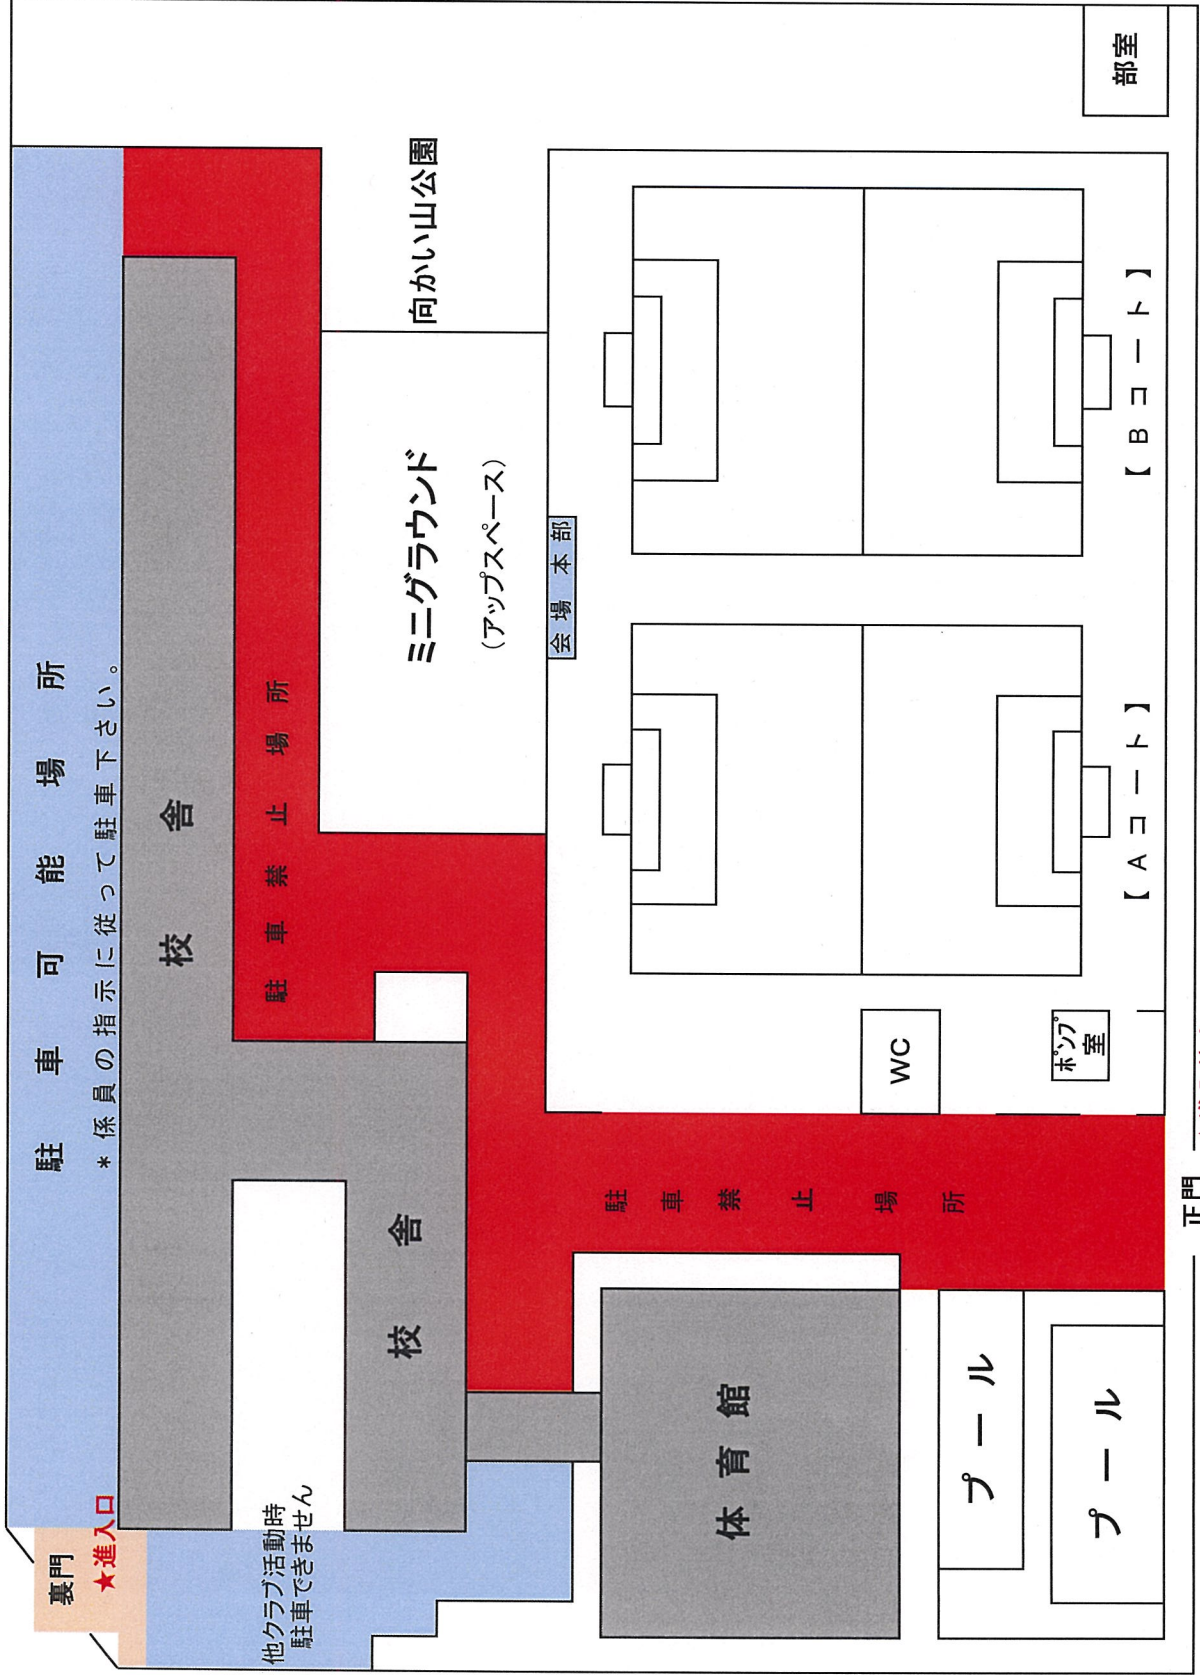 駐車可能場所
*係員の指示に従って駐車下さい。
裏門
★進入口
校舎
駐車禁止場所
他クラブ活動時
駐車できません
校舎
ミニグラウンド
(アップスペース)
向かい山公園
会場本部
駐車禁止場所
体育館
WC
ポンプ
室
プール
プール
【Aコート】
【Bコート】
部室
正門